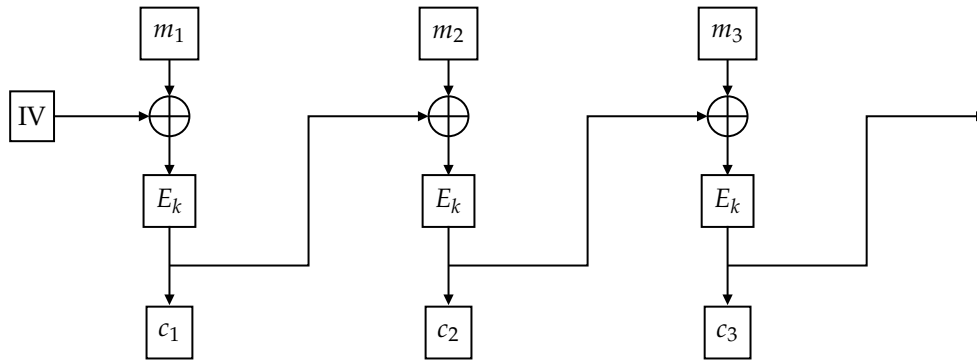 m₁ m₂ m₃
IV
Eₖ Eₖ Eₖ
c₁ c₂ c₃